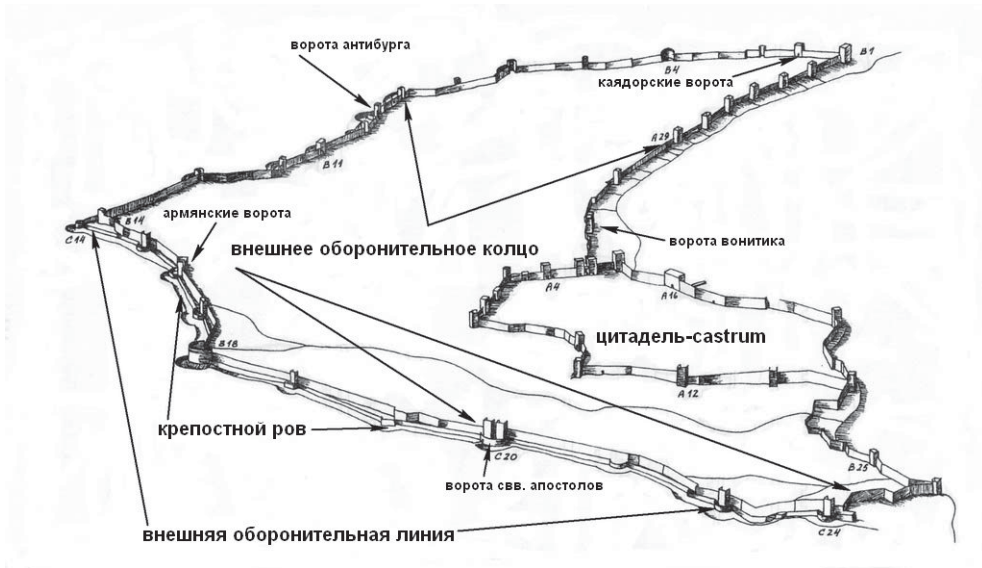 ворота антибурга
B1
B4
каядорские ворота
A29
B11
армянские ворота
B14
C14
внешнее оборонительное колцо
ворота вонитика
A4
A16
цитадель-castrum
B18
A12
крепостной ров
C20
B25
ворота свв. апостолов
внешняя оборонительная линия
C24